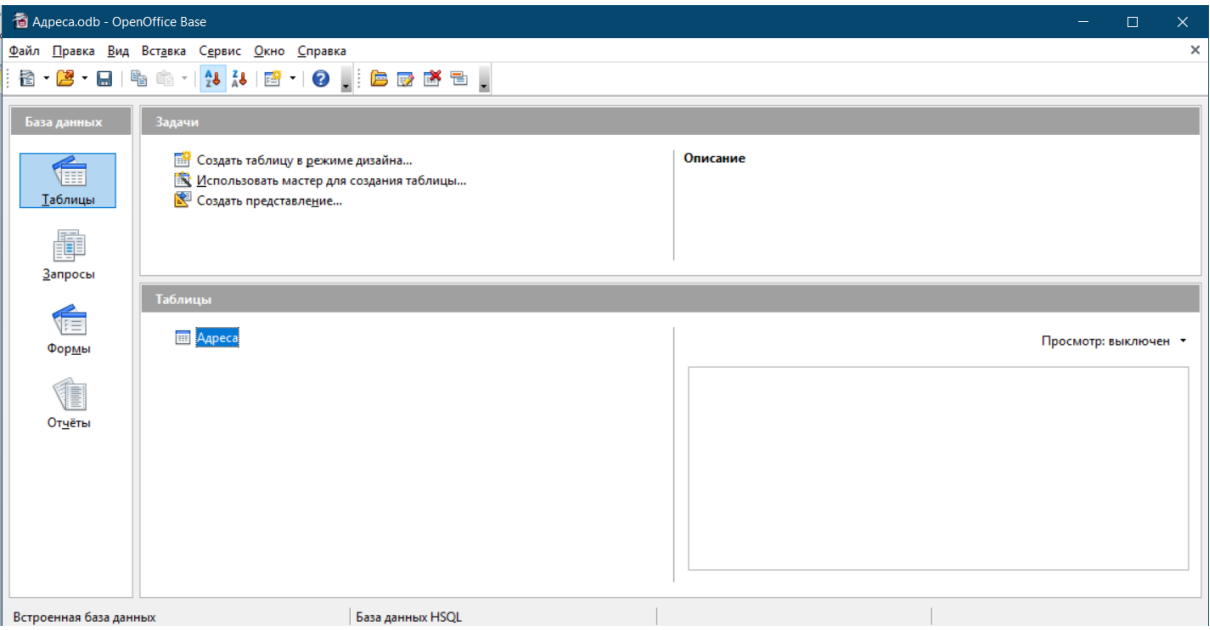 Адреса.odb - OpenOffice Base
Файл Правка Вид Вставка Сервис Окно Справка
База данных
Таблицы
Запросы
Формы
Отчёты
Задачи
Создать таблицу в режиме дизайна...
Использовать мастер для создания таблицы...
Создать представление...
Описание
Таблицы
Адреса
Просмотр: выключен
Встроенная база данных
База данных HSQL